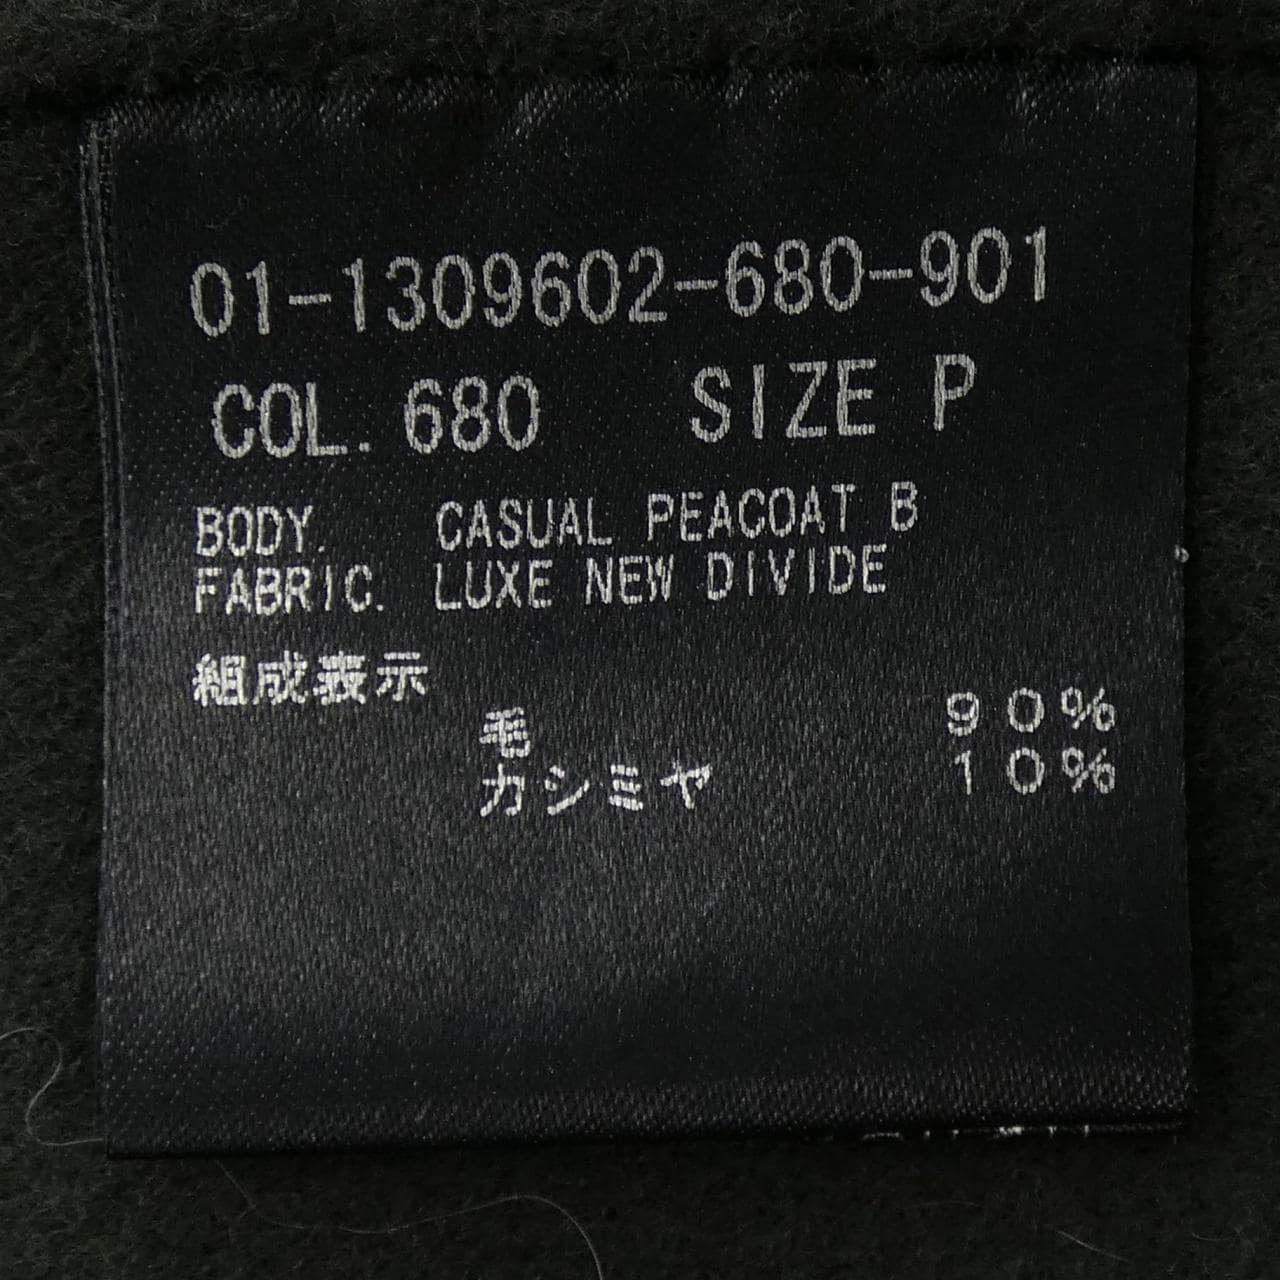 01-1309602-680-901
COL. 680 SIZE P
BODY. CASUAL PEACOAT B
FABRIC. LUXE NEW DIVIDE
組成表示
毛 90%
カシミヤ 10%